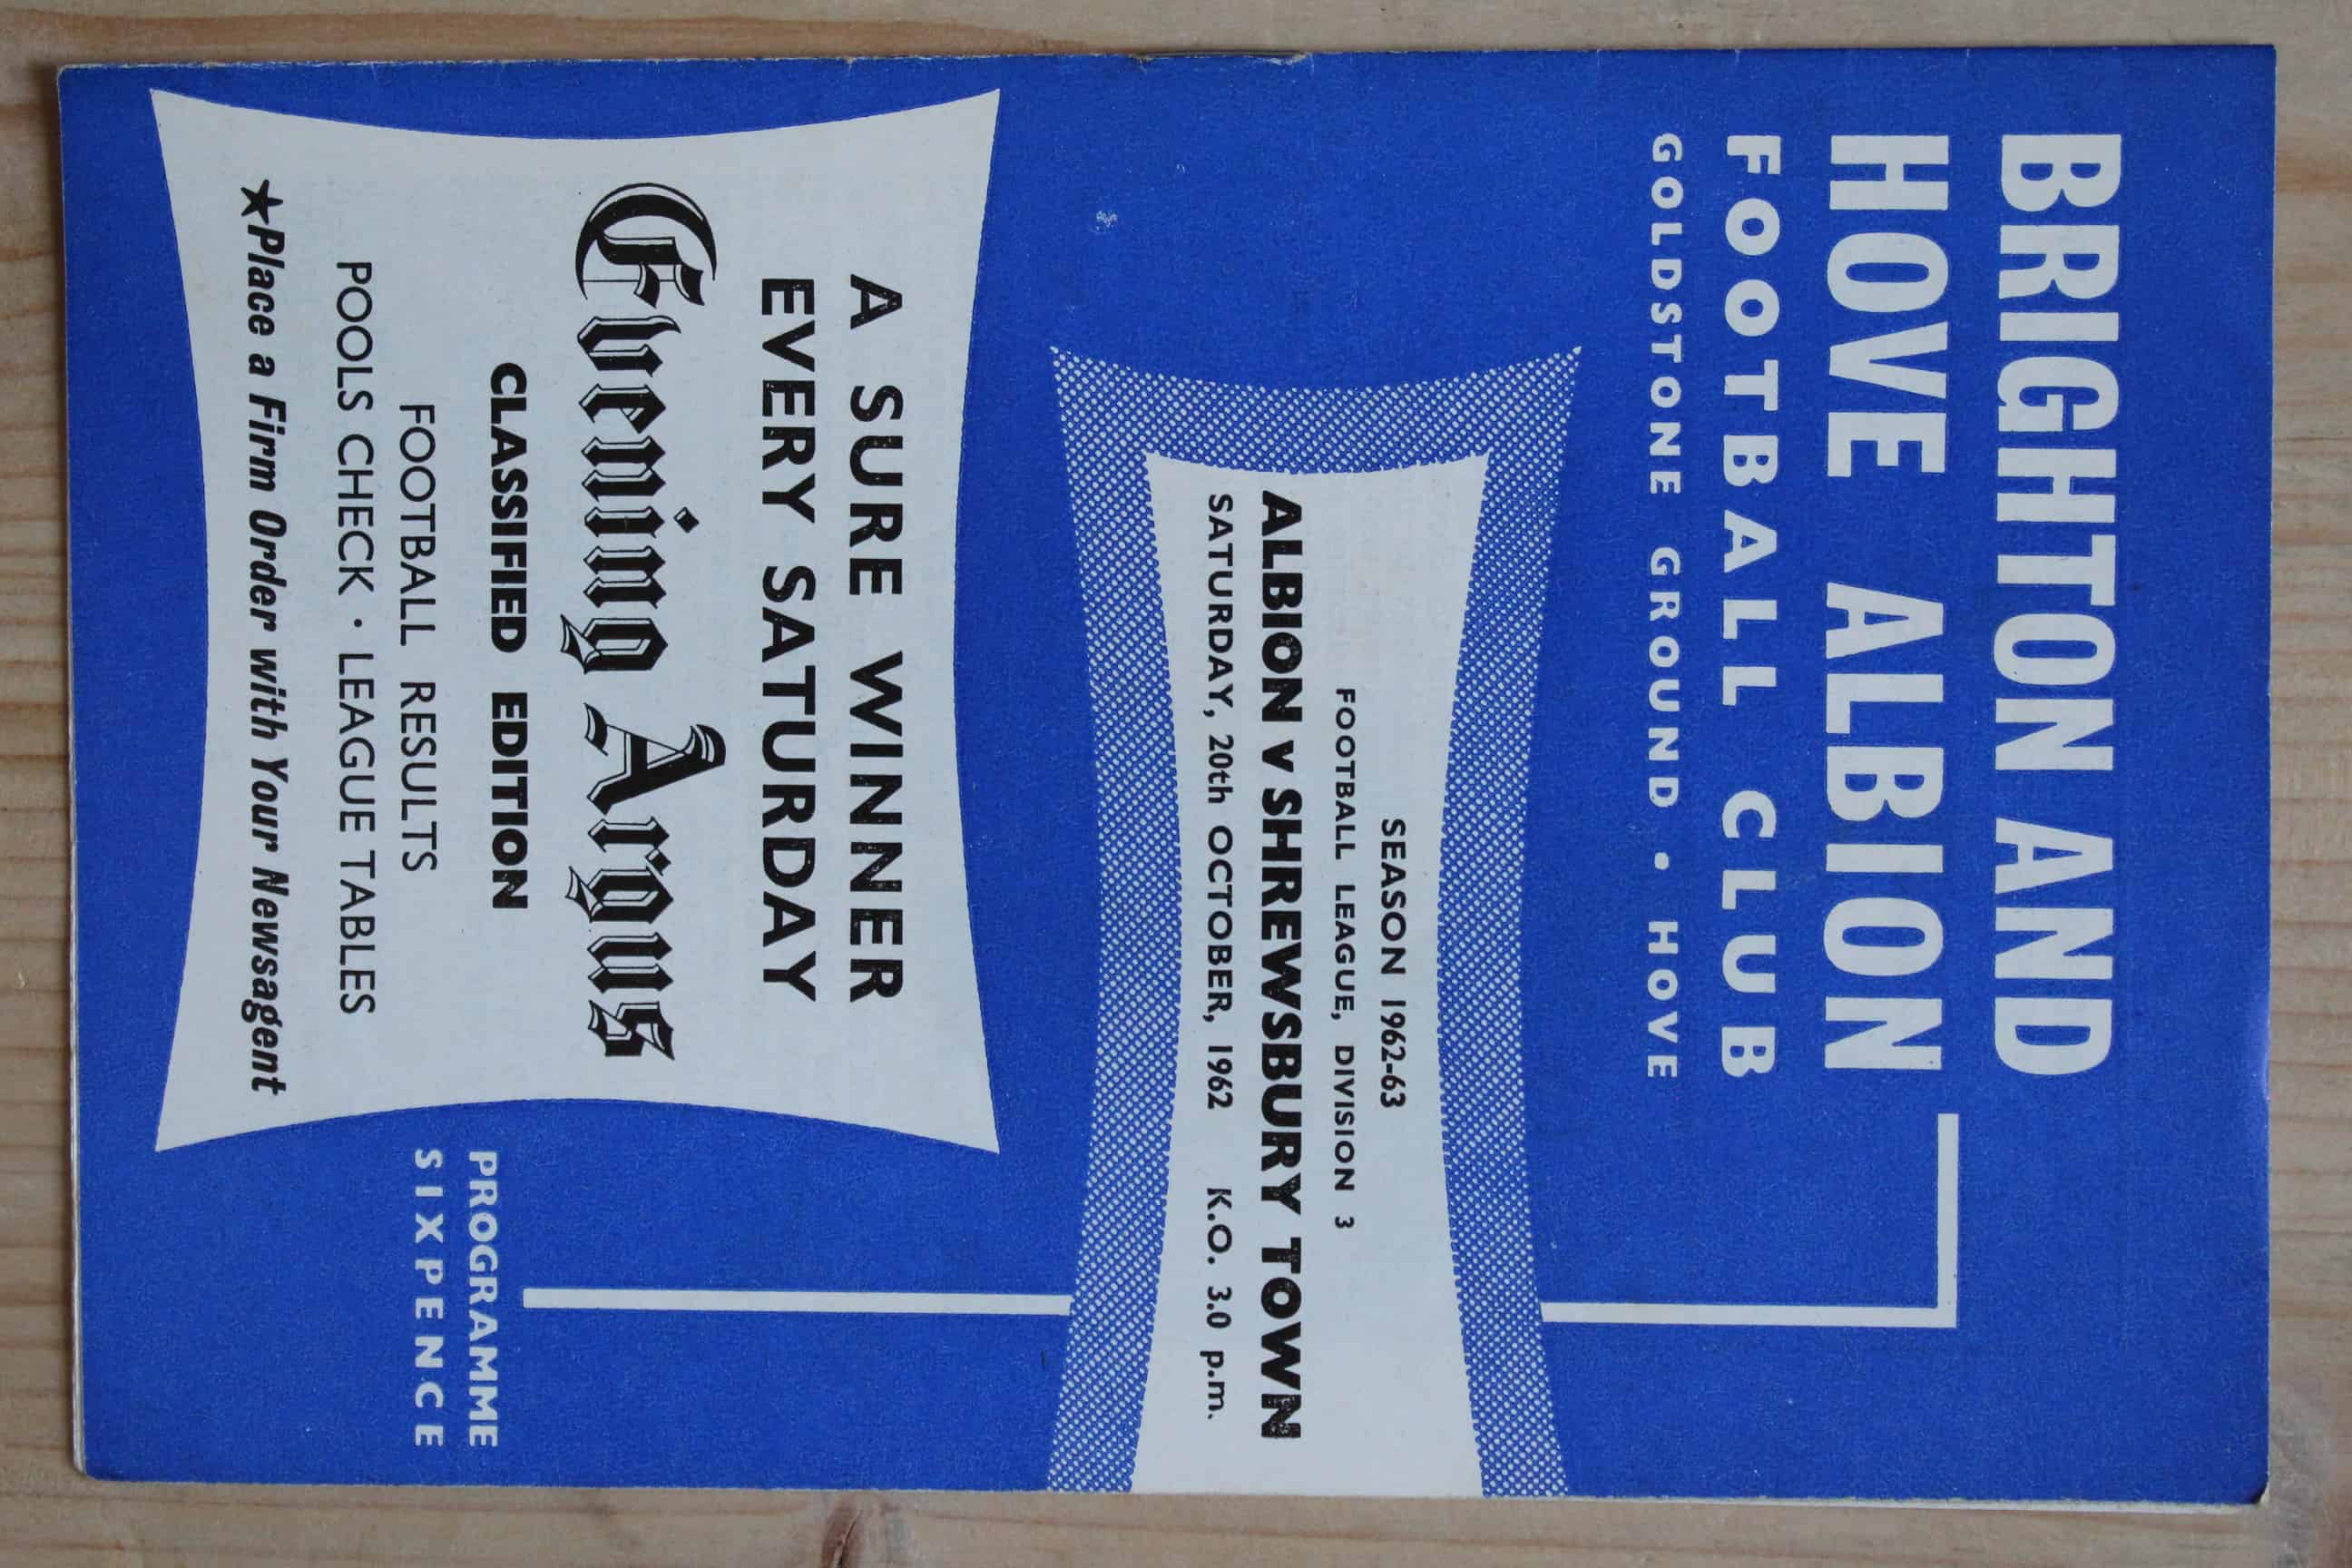 BRIGHTON AND
HOVE ALBION
FOOTBALL CLUB
GOLDSTONE GROUND • HOVE
SEASON 1962-63
FOOTBALL LEAGUE, DIVISION 3
ALBION v SHREWSBURY TOWN
SATURDAY, 20th OCTOBER, 1962 K.O. 3.0 p.m.
A SURE WINNER
EVERY SATURDAY
Evening Argus
CLASSIFIED EDITION
FOOTBALL RESULTS
POOLS CHECK · LEAGUE TABLES
★Place a Firm Order with Your Newsagent
PROGRAMME
SIXPENCE